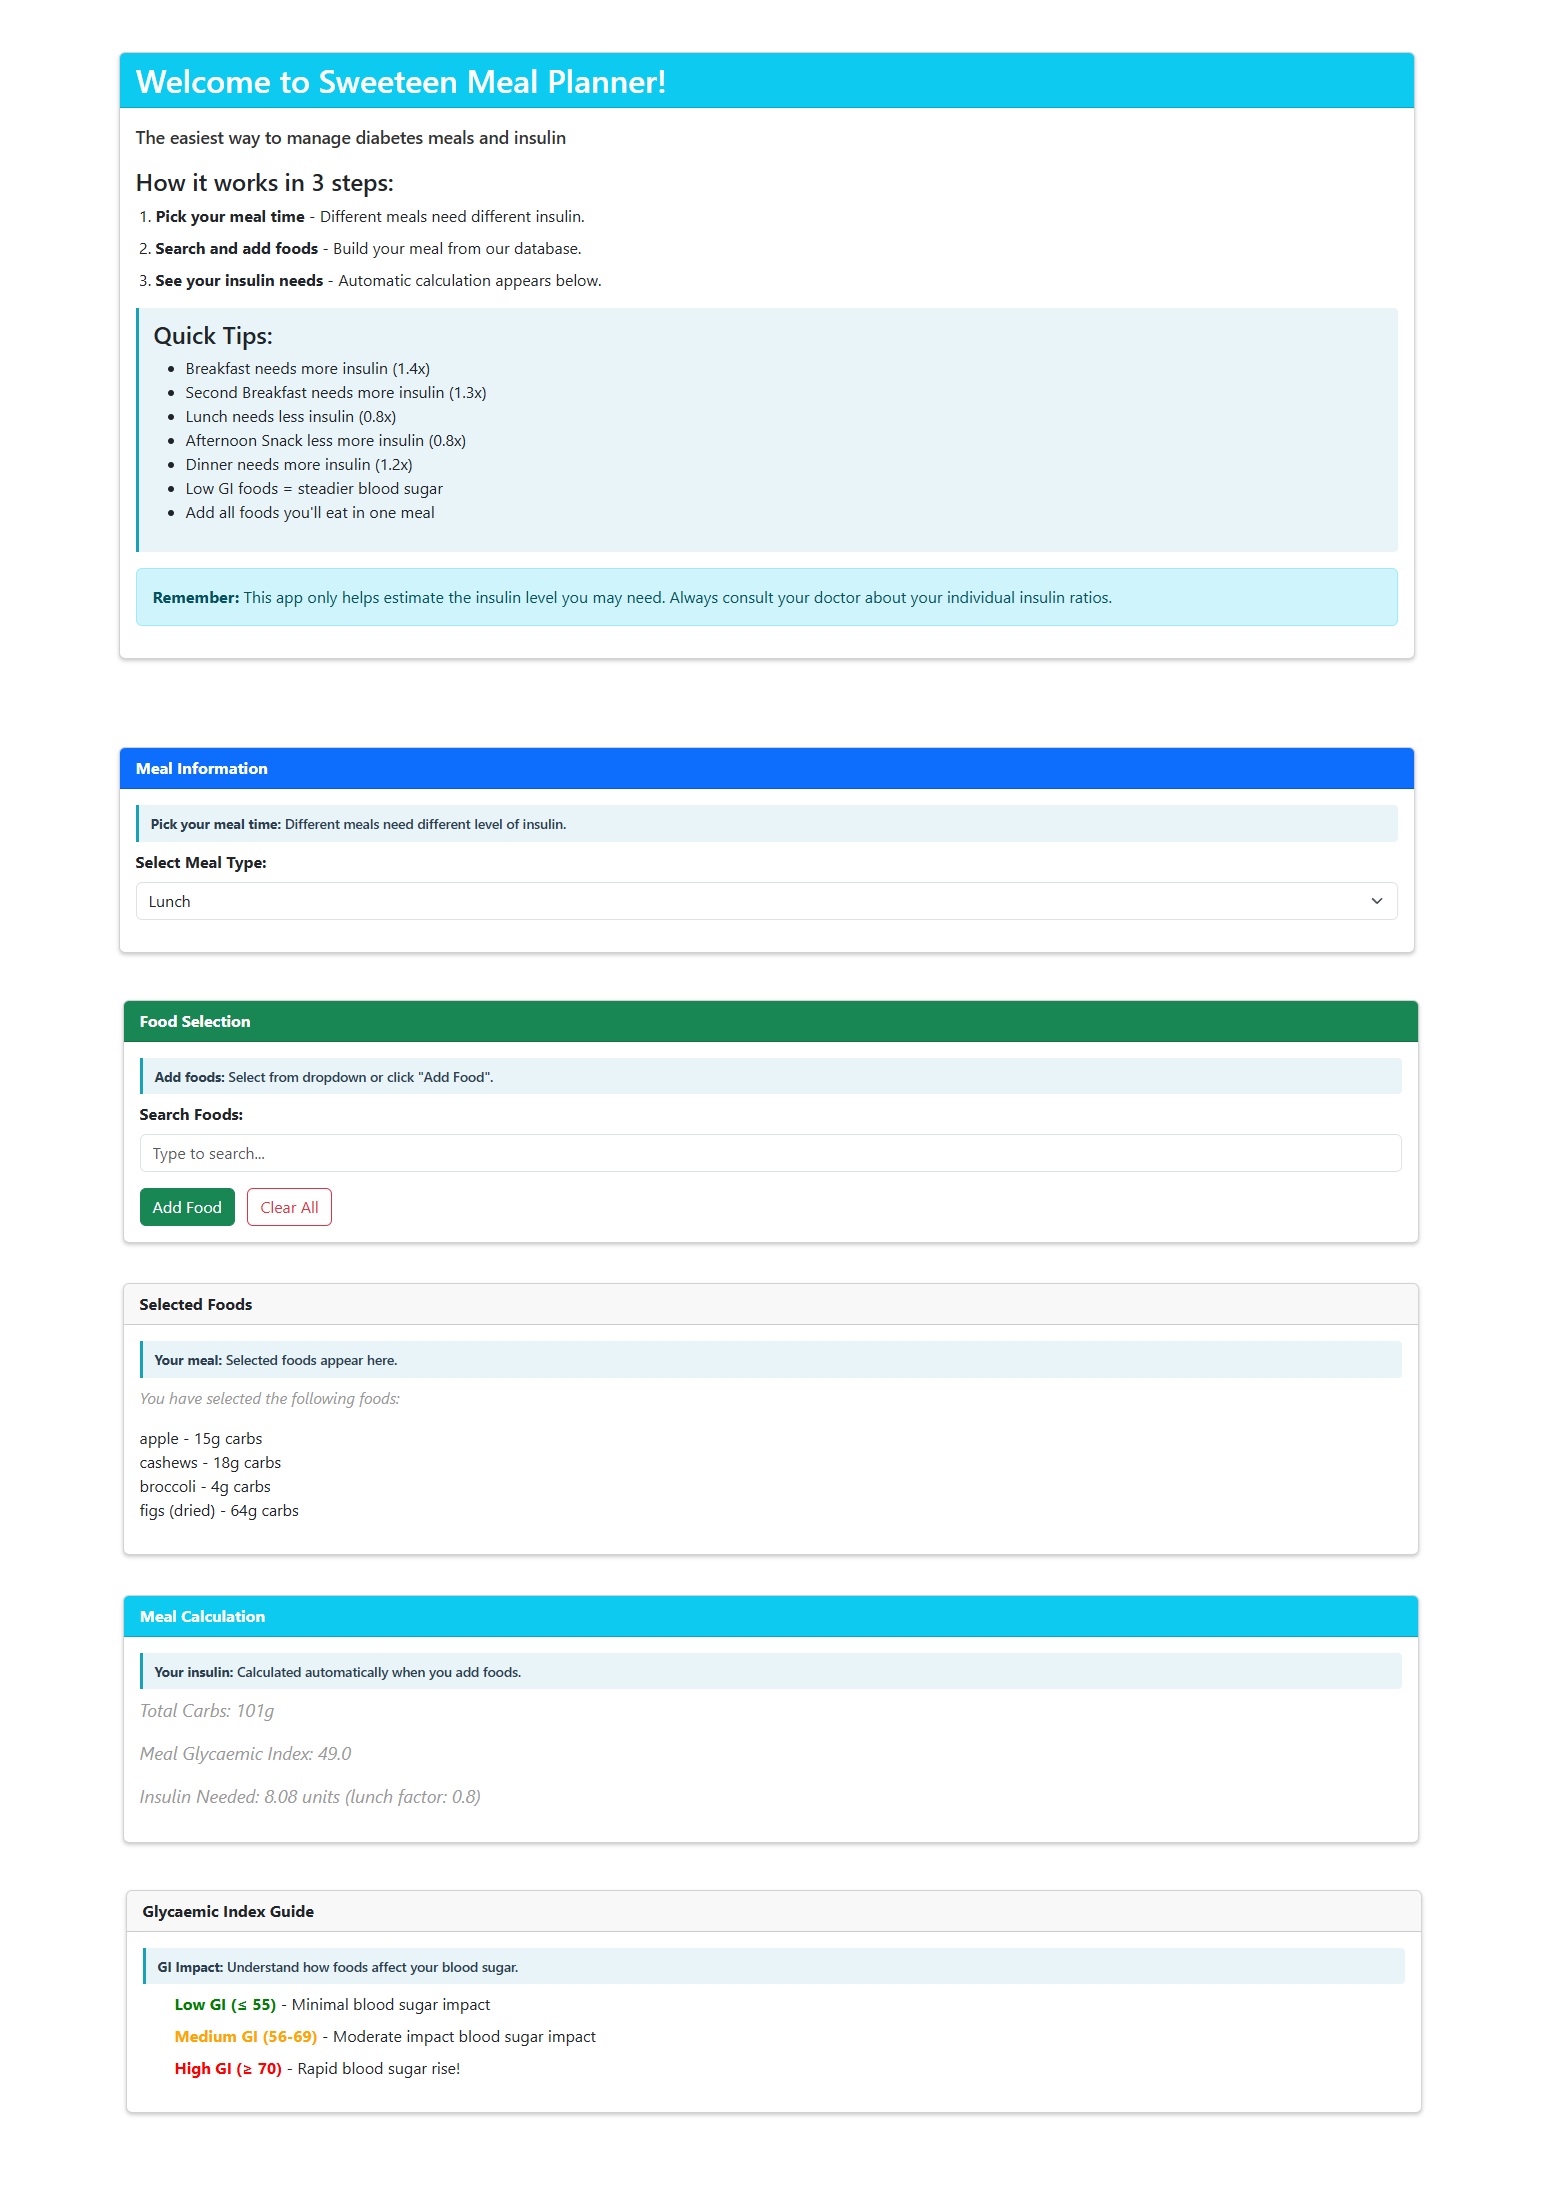 Welcome to Sweeteen Meal Planner!
The easiest way to manage diabetes meals and insulin
How it works in 3 steps:
1. Pick your meal time - Different meals need different insulin.
2. Search and add foods - Build your meal from our database.
3. See your insulin needs - Automatic calculation appears below.
Quick Tips:
• Breakfast needs more insulin (1.4x)
• Second Breakfast needs more insulin (1.3x)
• Lunch needs less insulin (0.8x)
• Afternoon Snack less more insulin (0.8x)
• Dinner needs more insulin (1.2x)
• Low GI foods = steadier blood sugar
• Add all foods you'll eat in one meal
Remember: This app only helps estimate the insulin level you may need. Always consult your doctor about your individual insulin ratios.
Meal Information
Pick your meal time: Different meals need different level of insulin.
Select Meal Type:
Lunch
Food Selection
Add foods: Select from dropdown or click "Add Food".
Search Foods:
Type to search...
Add Food Clear All
Selected Foods
Your meal: Selected foods appear here.
You have selected the following foods:
apple - 15g carbs
cashews - 18g carbs
broccoli - 4g carbs
figs (dried) - 64g carbs
Meal Calculation
Your insulin: Calculated automatically when you add foods.
Total Carbs: 101g
Meal Glycaemic Index: 49.0
Insulin Needed: 8.08 units (lunch factor: 0.8)
Glycaemic Index Guide
GI Impact: Understand how foods affect your blood sugar.
Low GI (≤ 55) - Minimal blood sugar impact
Medium GI (56-69) - Moderate impact blood sugar impact
High GI (≥ 70) - Rapid blood sugar rise!